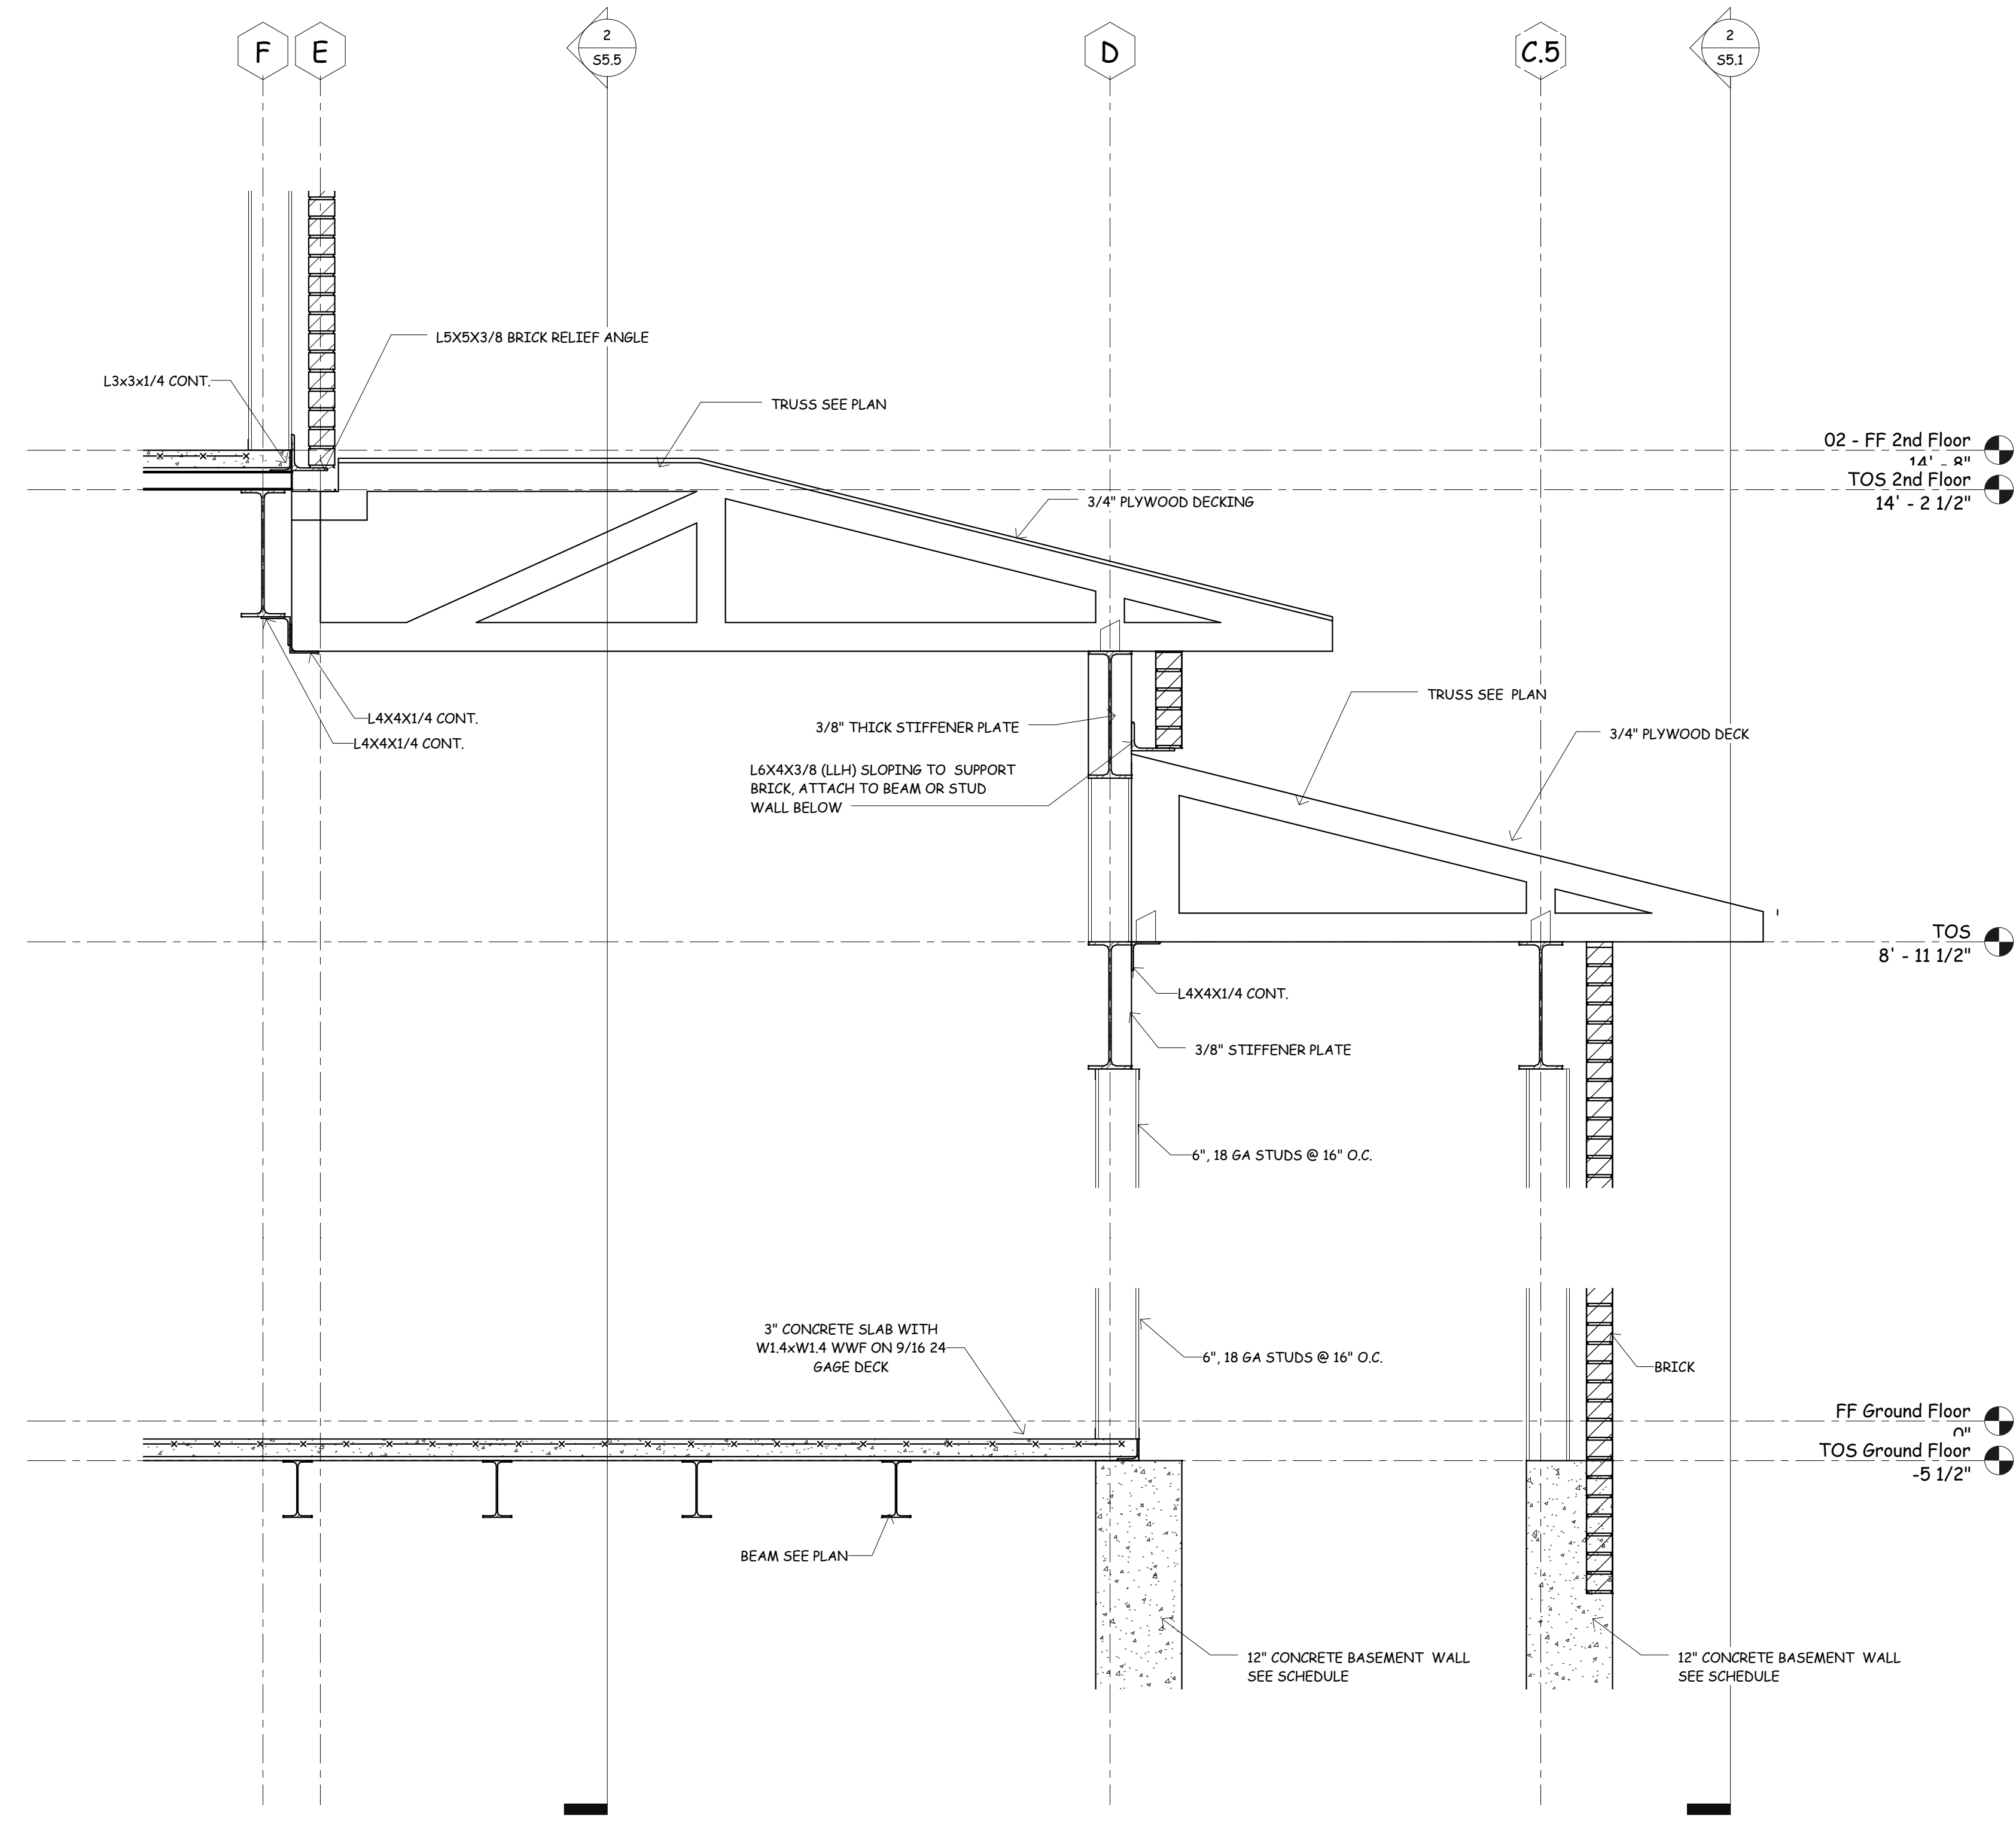 F
E
2
S5.5
D
C.5
2
S5.1
L5X5X3/8 BRICK RELIEF ANGLE
L3x3x1/4 CONT.
TRUSS SEE PLAN
02 - FF 2nd Floor
14' - 8"
TOS 2nd Floor
14' - 2 1/2"
3/4" PLYWOOD DECKING
TRUSS SEE PLAN
L4X4X1/4 CONT.
L4X4X1/4 CONT.
3/8" THICK STIFFENER PLATE
3/4" PLYWOOD DECK
L6X4X3/8 (LLH) SLOPING TO SUPPORT
BRICK, ATTACH TO BEAM OR STUD
WALL BELOW
TOS
8' - 11 1/2"
L4X4X1/4 CONT.
3/8" STIFFENER PLATE
6", 18 GA STUDS @ 16" O.C.
3" CONCRETE SLAB WITH
W1.4xW1.4 WWF ON 9/16 24
GAGE DECK
6", 18 GA STUDS @ 16" O.C.
BRICK
FF Ground Floor
0"
TOS Ground Floor
-5 1/2"
BEAM SEE PLAN
12" CONCRETE BASEMENT WALL
SEE SCHEDULE
12" CONCRETE BASEMENT WALL
SEE SCHEDULE